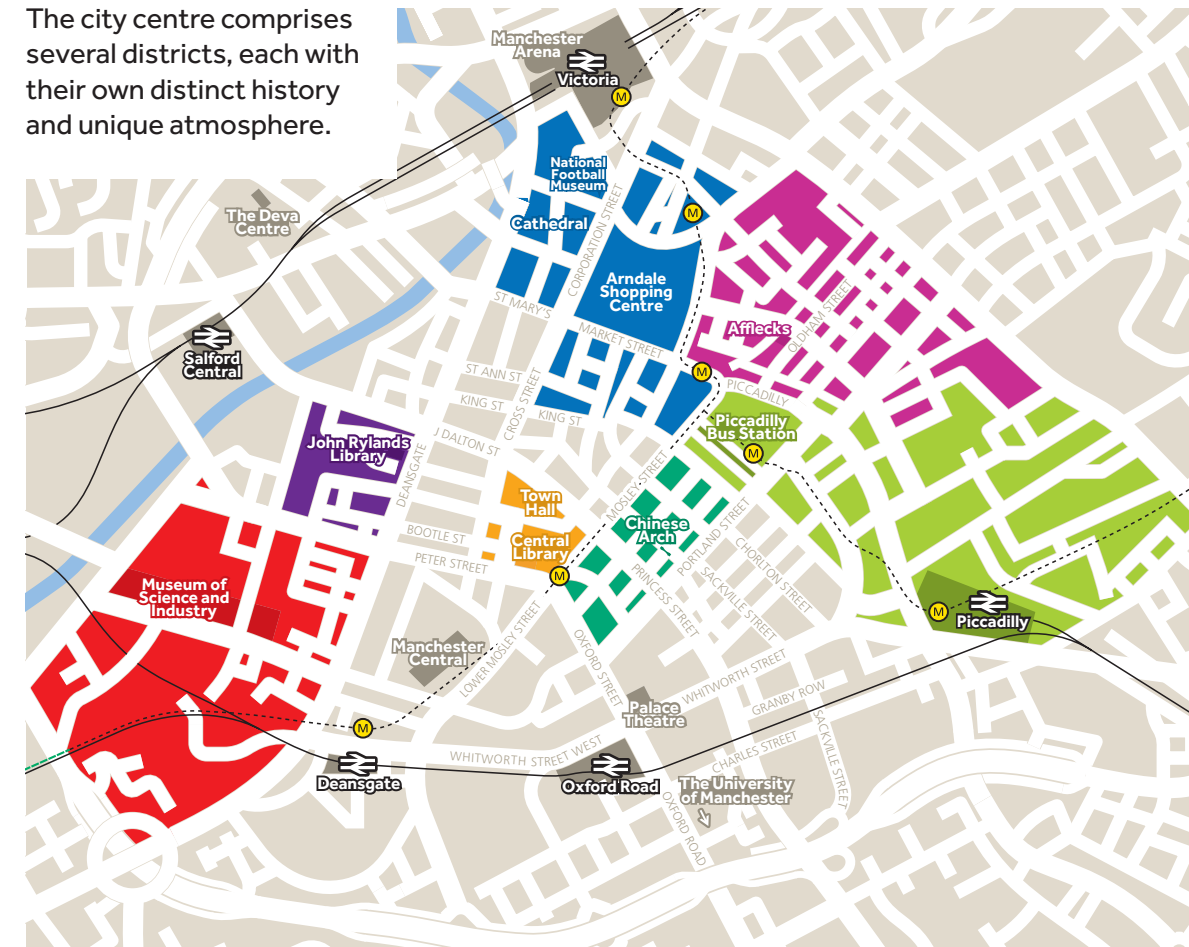 The city centre comprises
several districts, each with
their own distinct history
and unique atmosphere.
Manchester
Arena
Victoria
M
National
Football
Museum
The Deva
Centre
Cathedral
CORPORATION STREET
M
Arndale
Shopping
Centre
ST MARY'S
OLDHAM STREET
Afflecks
MARKET STREET
Salford
Central
ST ANN ST
M
PICCADILLY
KING ST
CROSS STREET
KING ST
Piccadilly
Bus Station
John Rylands
Library
J DALTON ST
M
DEANSGATE
MOSLEY STREET
Town
Hall
Chinese
Arch
PORTLAND STREET
BOOTLE ST
Central
Library
CHORLTON STREET
PETER STREET
M
PRINCESS STREET
SACKVILLE STREET
Museum of
Science and
Industry
M
Piccadilly
Manchester
Central
LOWER MOSLEY STREET
OXFORD STREET
WHITWORTH STREET
GRANBY ROW
Palace
Theatre
M
SACKVILLE STREET
WHITWORTH STREET WEST
CHARLES STREET
Deansgate
Oxford Road
The University
of Manchester
OXFORD ROAD